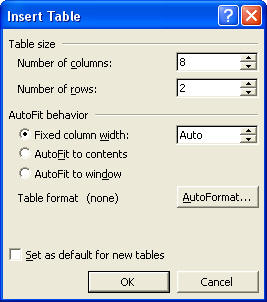 Insert Table
Table size
Number of columns: 8
Number of rows: 2
AutoFit behavior
Fixed column width: Auto
AutoFit to contents
AutoFit to window
Table format (none) AutoFormat...
Set as default for new tables
OK Cancel